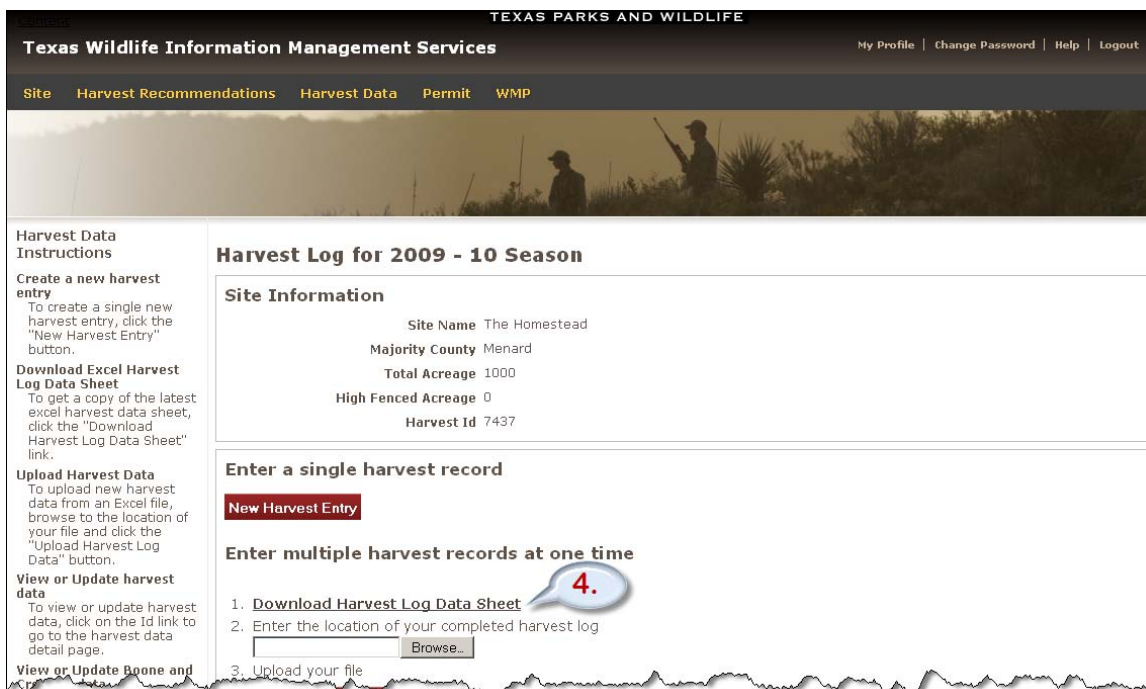 Content
TEXAS PARKS AND WILDLIFE
Texas Wildlife Information Management Services
My Profile | Change Password | Help | Logout
Site Harvest Recommendations Harvest Data Permit WMP
Harvest Data
Instructions
Create a new harvest
entry
To create a single new
harvest entry, click the
"New Harvest Entry"
button.
Download Excel Harvest
Log Data Sheet
To get a copy of the latest
excel harvest data sheet,
click the "Download
Harvest Log Data Sheet"
link.
Upload Harvest Data
To upload new harvest
data from an Excel file,
browse to the location of
your file and click the
"Upload Harvest Log
Data" button.
View or Update harvest
data
To view or update harvest
data, click on the Id link to
go to the harvest data
detail page.
View or Update Boone and
Harvest Log for 2009 - 10 Season
Site Information
Site Name The Homestead
Majority County Menard
Total Acreage 1000
High Fenced Acreage 0
Harvest Id 7437
Enter a single harvest record
New Harvest Entry
Enter multiple harvest records at one time
4.
1. Download Harvest Log Data Sheet
2. Enter the location of your completed harvest log
Browse...
3. Upload your file